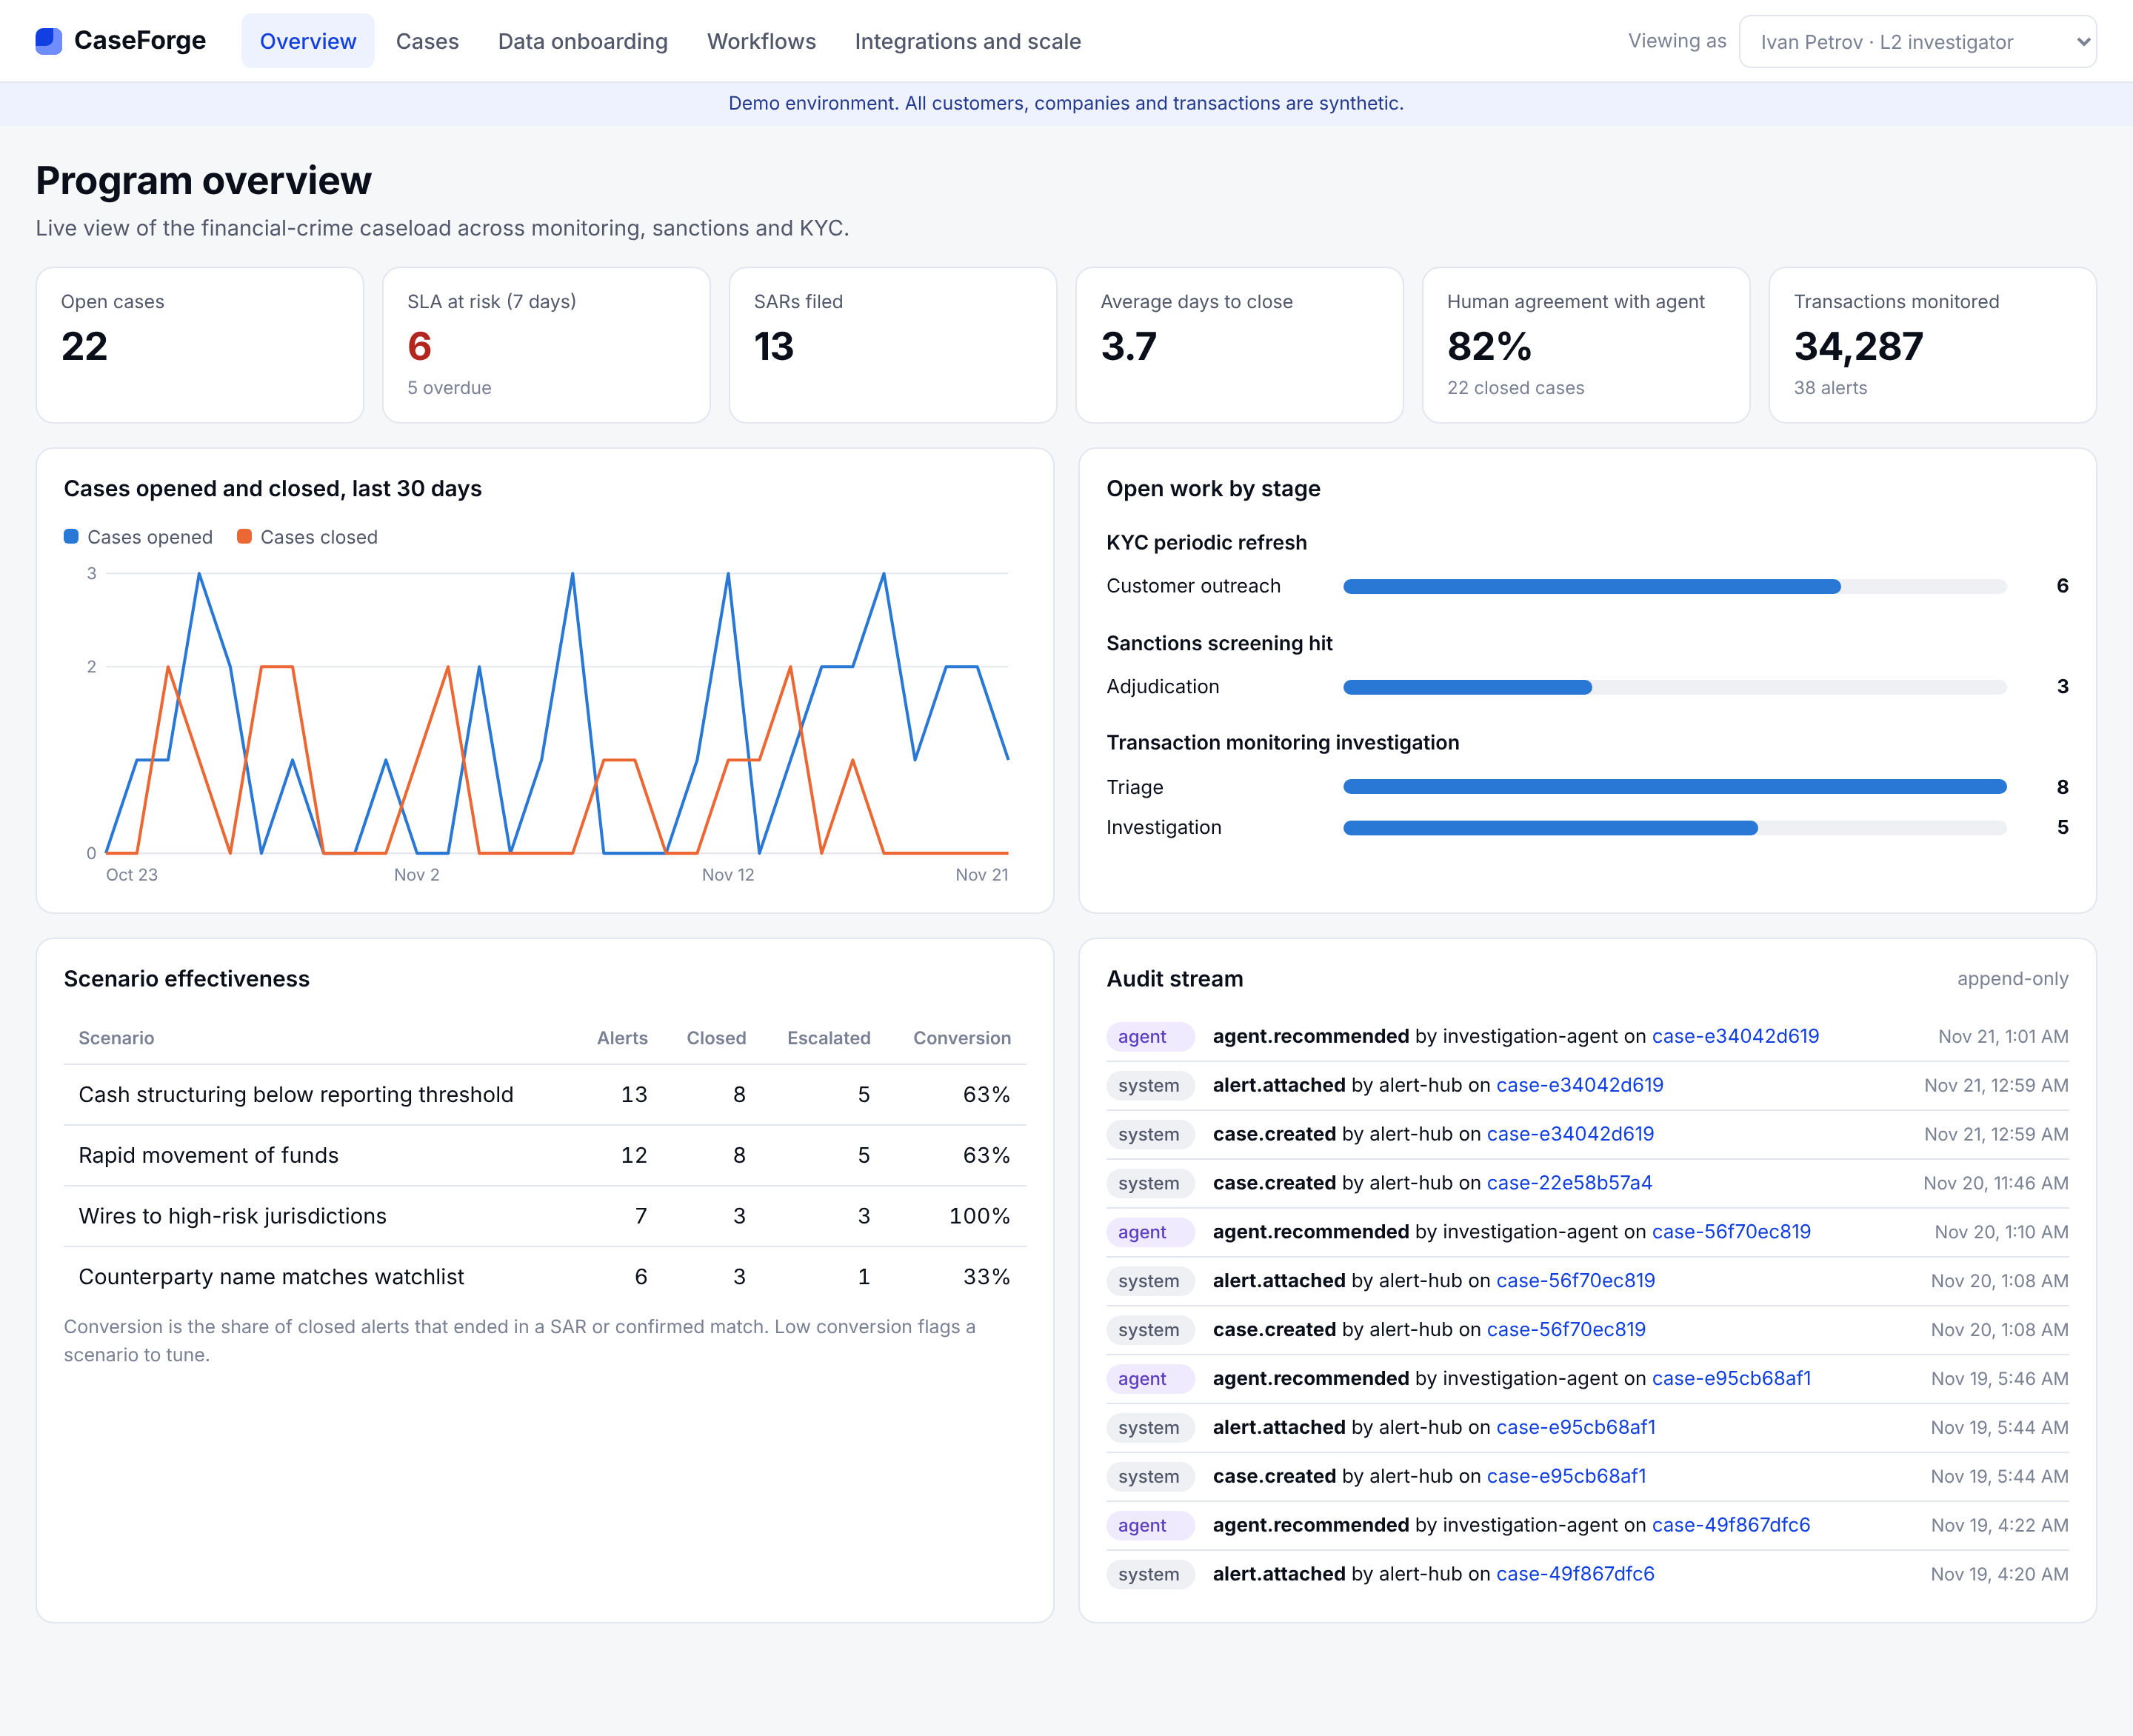 CaseForge
Overview
Cases
Data onboarding
Workflows
Integrations and scale
Viewing as
Ivan Petrov · L2 investigator
Demo environment. All customers, companies and transactions are synthetic.
Program overview
Live view of the financial-crime caseload across monitoring, sanctions and KYC.
Open cases
22
SLA at risk (7 days)
6
5 overdue
SARs filed
13
Average days to close
3.7
Human agreement with agent
82%
22 closed cases
Transactions monitored
34,287
38 alerts
Cases opened and closed, last 30 days
Cases opened
Cases closed
3
2
0
Oct 23
Nov 2
Nov 12
Nov 21
Open work by stage
KYC periodic refresh
Customer outreach 6
Sanctions screening hit
Adjudication 3
Transaction monitoring investigation
Triage 8
Investigation 5
Scenario effectiveness
Scenario Alerts Closed Escalated Conversion
Cash structuring below reporting threshold 13 8 5 63%
Rapid movement of funds 12 8 5 63%
Wires to high-risk jurisdictions 7 3 3 100%
Counterparty name matches watchlist 6 3 1 33%
Conversion is the share of closed alerts that ended in a SAR or confirmed match. Low conversion flags a
scenario to tune.
Audit stream
append-only
agent agent.recommended by investigation-agent on case-e34042d619 Nov 21, 1:01 AM
system alert.attached by alert-hub on case-e34042d619 Nov 21, 12:59 AM
system case.created by alert-hub on case-e34042d619 Nov 21, 12:59 AM
system case.created by alert-hub on case-22e58b57a4 Nov 20, 11:46 AM
agent agent.recommended by investigation-agent on case-56f70ec819 Nov 20, 1:10 AM
system alert.attached by alert-hub on case-56f70ec819 Nov 20, 1:08 AM
system case.created by alert-hub on case-56f70ec819 Nov 20, 1:08 AM
agent agent.recommended by investigation-agent on case-e95cb68af1 Nov 19, 5:46 AM
system alert.attached by alert-hub on case-e95cb68af1 Nov 19, 5:44 AM
system case.created by alert-hub on case-e95cb68af1 Nov 19, 5:44 AM
agent agent.recommended by investigation-agent on case-49f867dfc6 Nov 19, 4:22 AM
system alert.attached by alert-hub on case-49f867dfc6 Nov 19, 4:20 AM